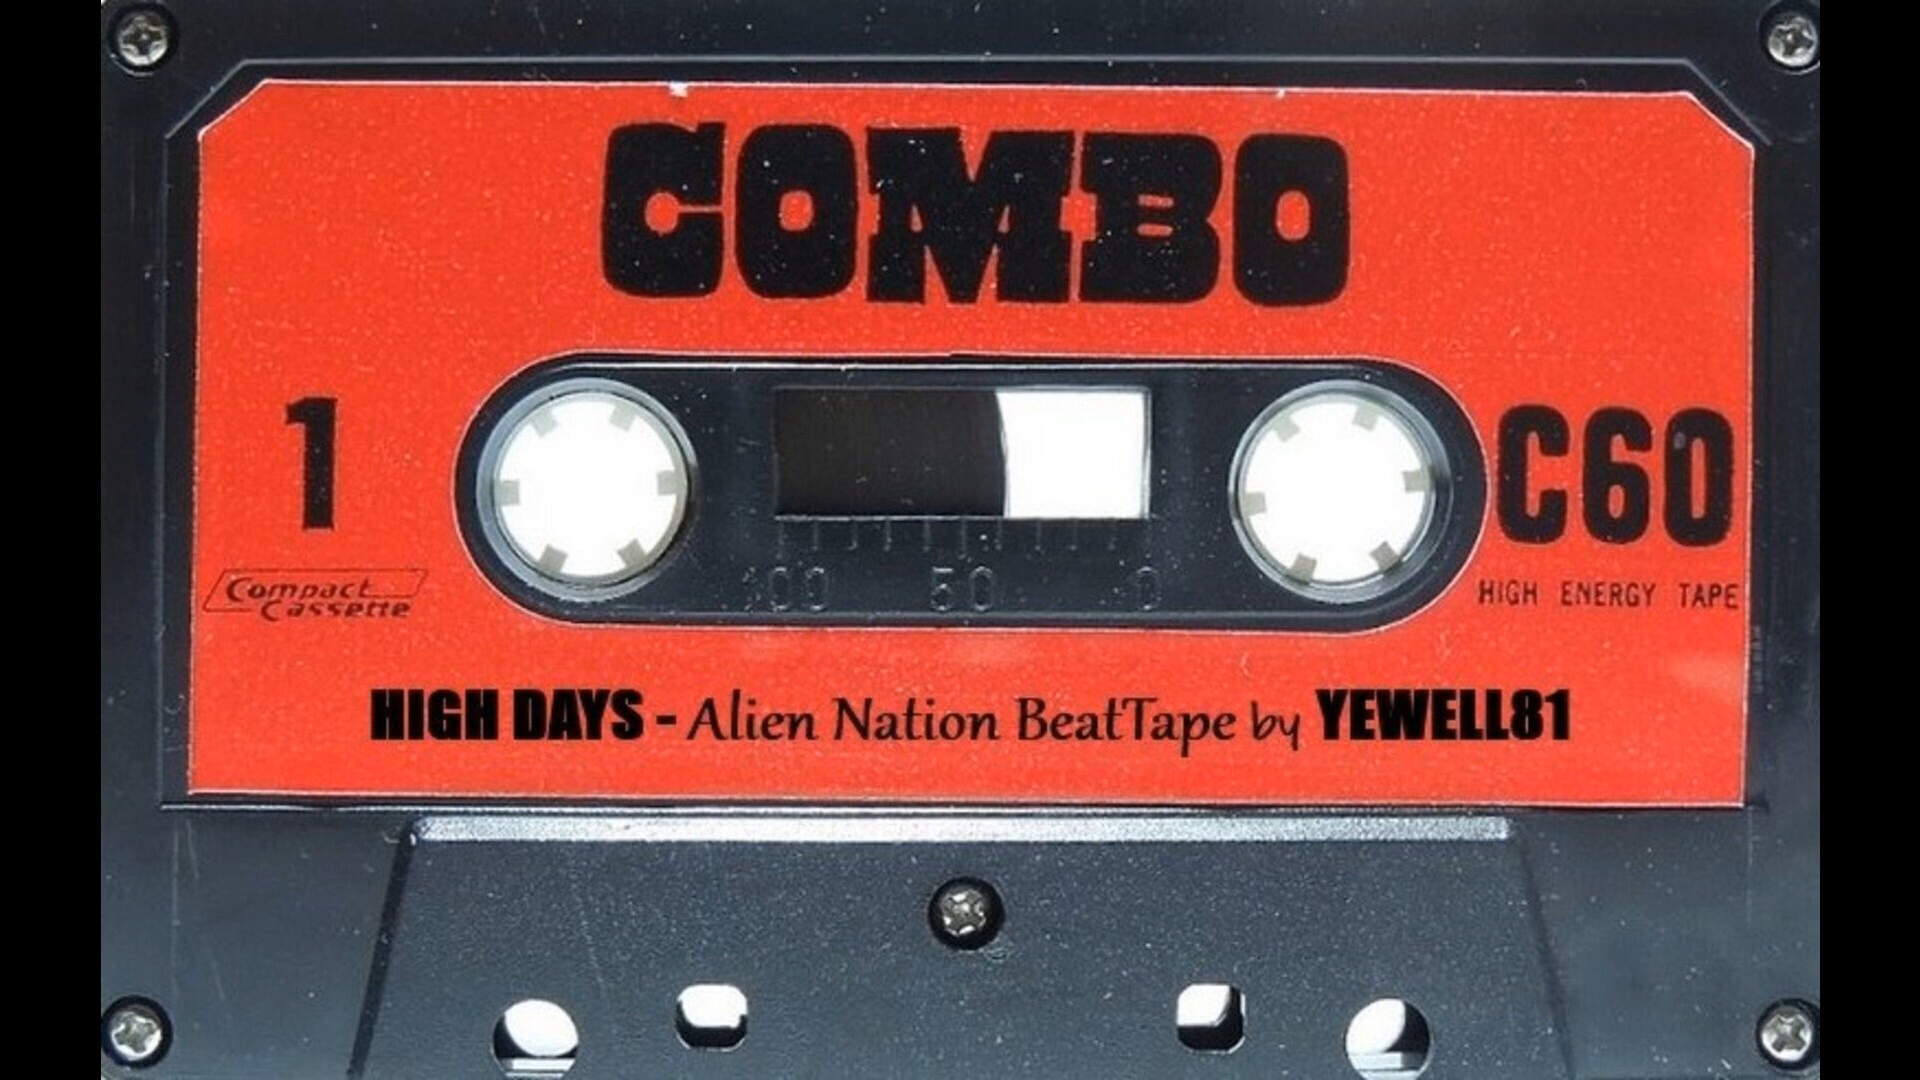 COMBO
1
C60
Compact
Cassette
HIGH ENERGY TAPE
100 50 0
HIGH DAYS - Alien Nation BeatTape by YEWELL81